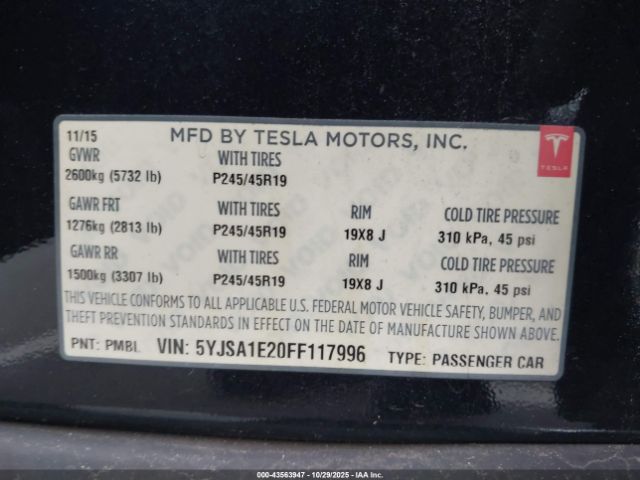 11/15 MFD BY TESLA MOTORS, INC.
TESLA
GVWR WITH TIRES
2600kg (5732 lb) P245/45R19
GAWR FRT WITH TIRES RIM COLD TIRE PRESSURE
1276kg (2813 lb) P245/45R19 19X8 J 310 kPa, 45 psi
GAWR RR WITH TIRES RIM COLD TIRE PRESSURE
1500kg (3307 lb) P245/45R19 19X8 J 310 kPa, 45 psi
THIS VEHICLE CONFORMS TO ALL APPLICABLE U.S. FEDERAL MOTOR VEHICLE SAFETY, BUMPER, AND
THEFT PREVENTION STANDARDS IN EFFECT ON THE DATE OF MANUFACTURE SHOWN ABOVE.
PNT: PMBL VIN: 5YJSA1E20FF117996 TYPE: PASSENGER CAR
000-43563947 10/29/2025 IAA, Inc.